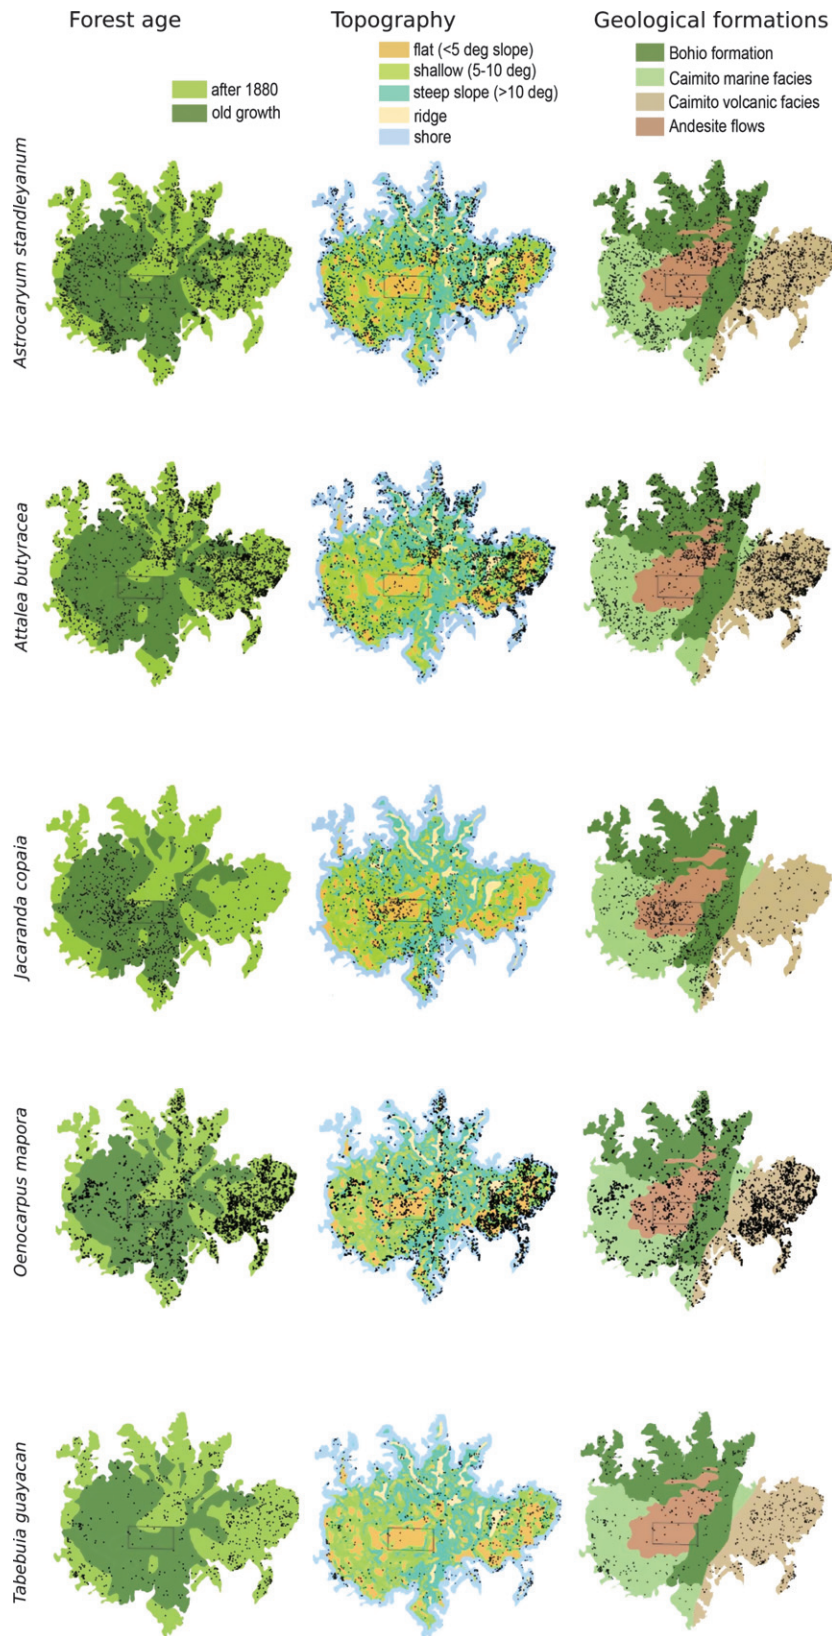 Forest age
Topography
Geological formations
after 1880
old growth
flat (<5 deg slope)
shallow (5-10 deg)
steep slope (>10 deg)
ridge
shore
Bohio formation
Caimito marine facies
Caimito volcanic facies
Andesite flows
Astrocaryum standleyanum
Attalea butyracea
Jacaranda copaia
Oenocarpus mapora
Tabebuia guayacan